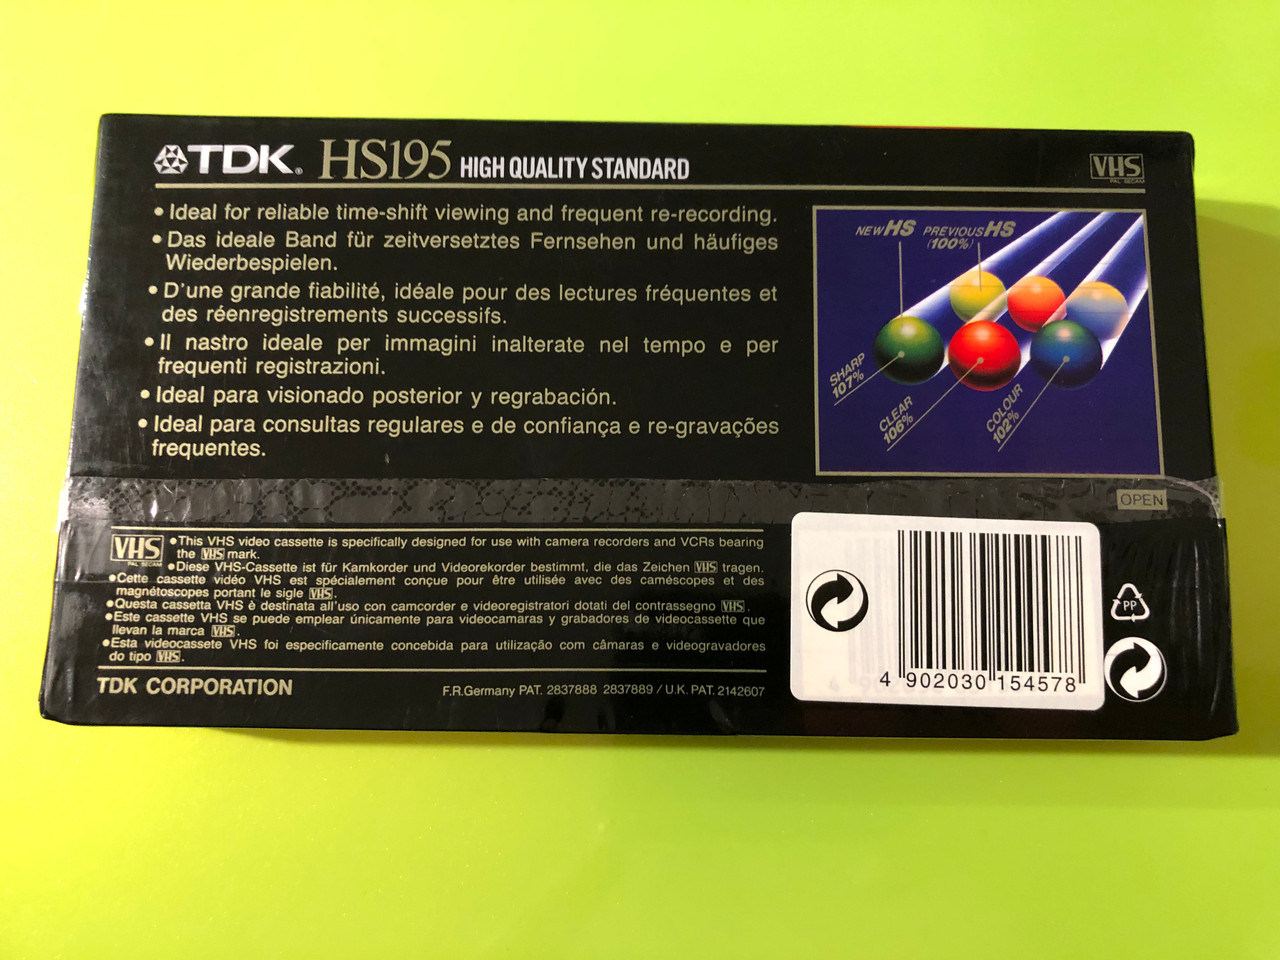 TDK® HS195 HIGH QUALITY STANDARD
VHS
PAL SECAM
• Ideal for reliable time-shift viewing and frequent re-recording.
• Das ideale Band für zeitversetztes Fernsehen und häufiges
Wiederbespielen.
• D'une grande fiabilité, idéale pour des lectures fréquentes et
des réenregistrements successifs.
• Il nastro ideale per immagini inalterate nel tempo e per
frequenti registrazioni.
• Ideal para visionado posterior y regrabación.
• Ideal para consultas regulares e de confiança e re-gravações
frequentes.
NEW HS
PREVIOUS HS
(100%)
SHARP
107%
CLEAR
106%
COLOUR
102%
OPEN
VHS
PAL SECAM
• This VHS video cassette is specifically designed for use with camera recorders and VCRs bearing
the VHS mark.
• Diese VHS-Cassette ist für Kamkorder und Videorekorder bestimmt, die das Zeichen VHS tragen.
• Cette cassette vidéo VHS est spécialement conçue pour être utilisée avec des caméscopes et des
magnétoscopes portant le sigle VHS.
• Questa cassetta VHS è destinata all'uso con camcorder e videoregistratori dotati del contrassegno VHS.
• Este cassette VHS se puede emplear únicamente para videocamaras y grabadores de videocassette que
llevan la marca VHS.
• Esta videocassete VHS foi especificamente concebida para utilização com câmaras e videogravadores
do tipo VHS.
TDK CORPORATION
F.R.Germany PAT. 2837888 2837889 / U.K. PAT. 2142607
4 902030 154578
PP